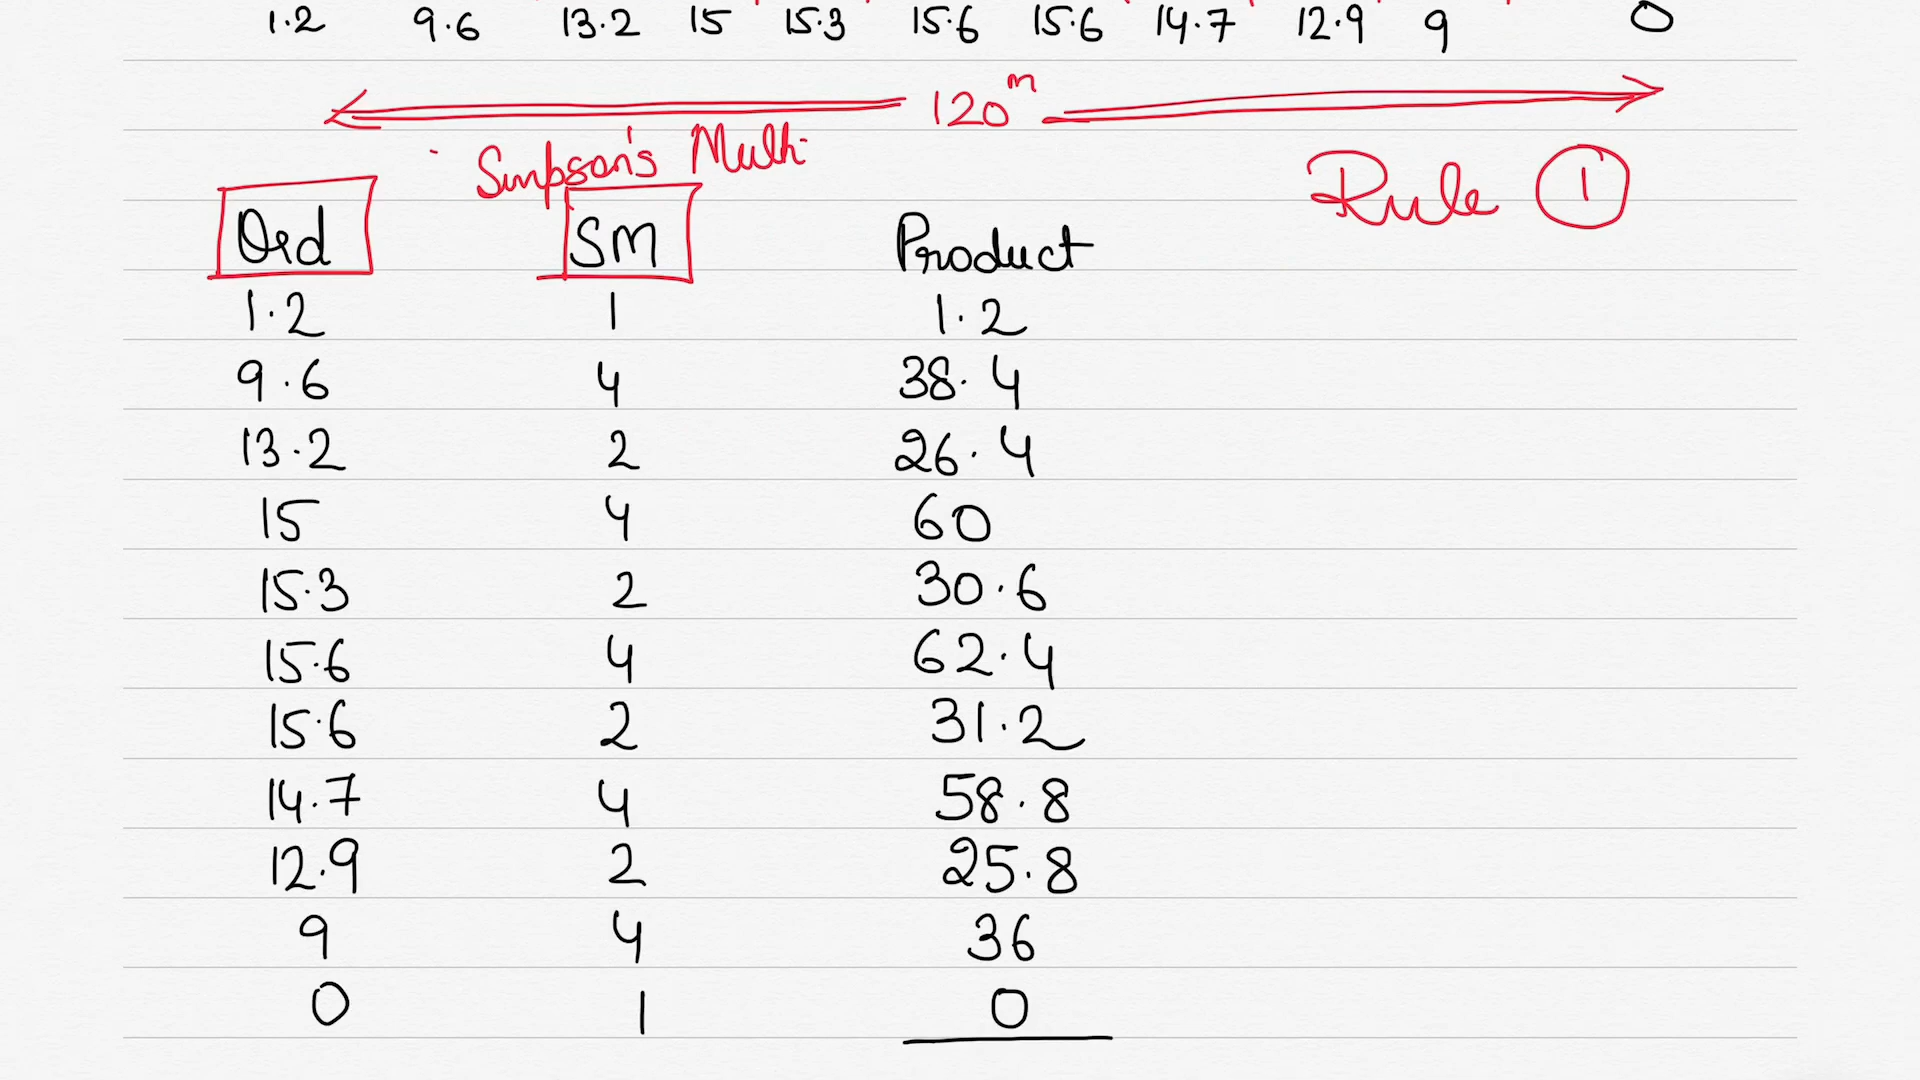 1.2 9.6 13.2 15 15.3 15.6 15.6 14.7 12.9 9 0
120 m
Simpson's Multi.
Rule 1
Ord SM Product
1.2 1 1.2
9.6 4 38.4
13.2 2 26.4
15 4 60
15.3 2 30.6
15.6 4 62.4
15.6 2 31.2
14.7 4 58.8
12.9 2 25.8
9 4 36
0 1 0